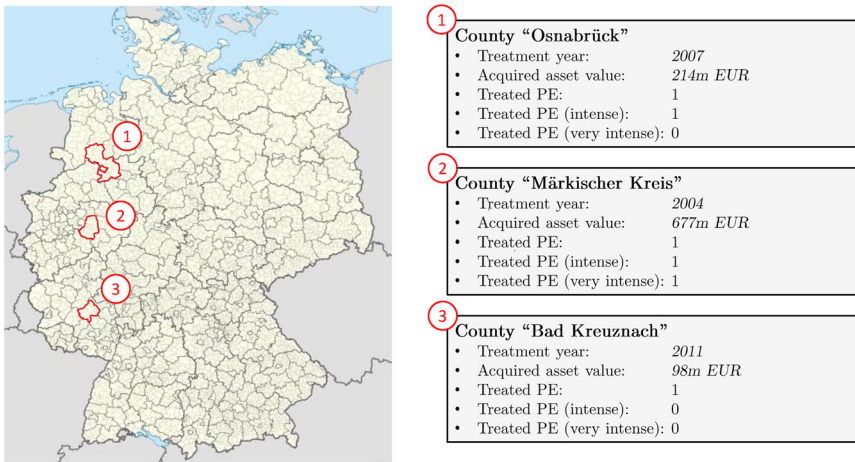 1
2
3
1
County “Osnabrück”
• Treatment year: 2007
• Acquired asset value: 214m EUR
• Treated PE: 1
• Treated PE (intense): 1
• Treated PE (very intense): 0
2
County “Märkischer Kreis”
• Treatment year: 2004
• Acquired asset value: 677m EUR
• Treated PE: 1
• Treated PE (intense): 1
• Treated PE (very intense): 1
3
County “Bad Kreuznach”
• Treatment year: 2011
• Acquired asset value: 98m EUR
• Treated PE: 1
• Treated PE (intense): 0
• Treated PE (very intense): 0